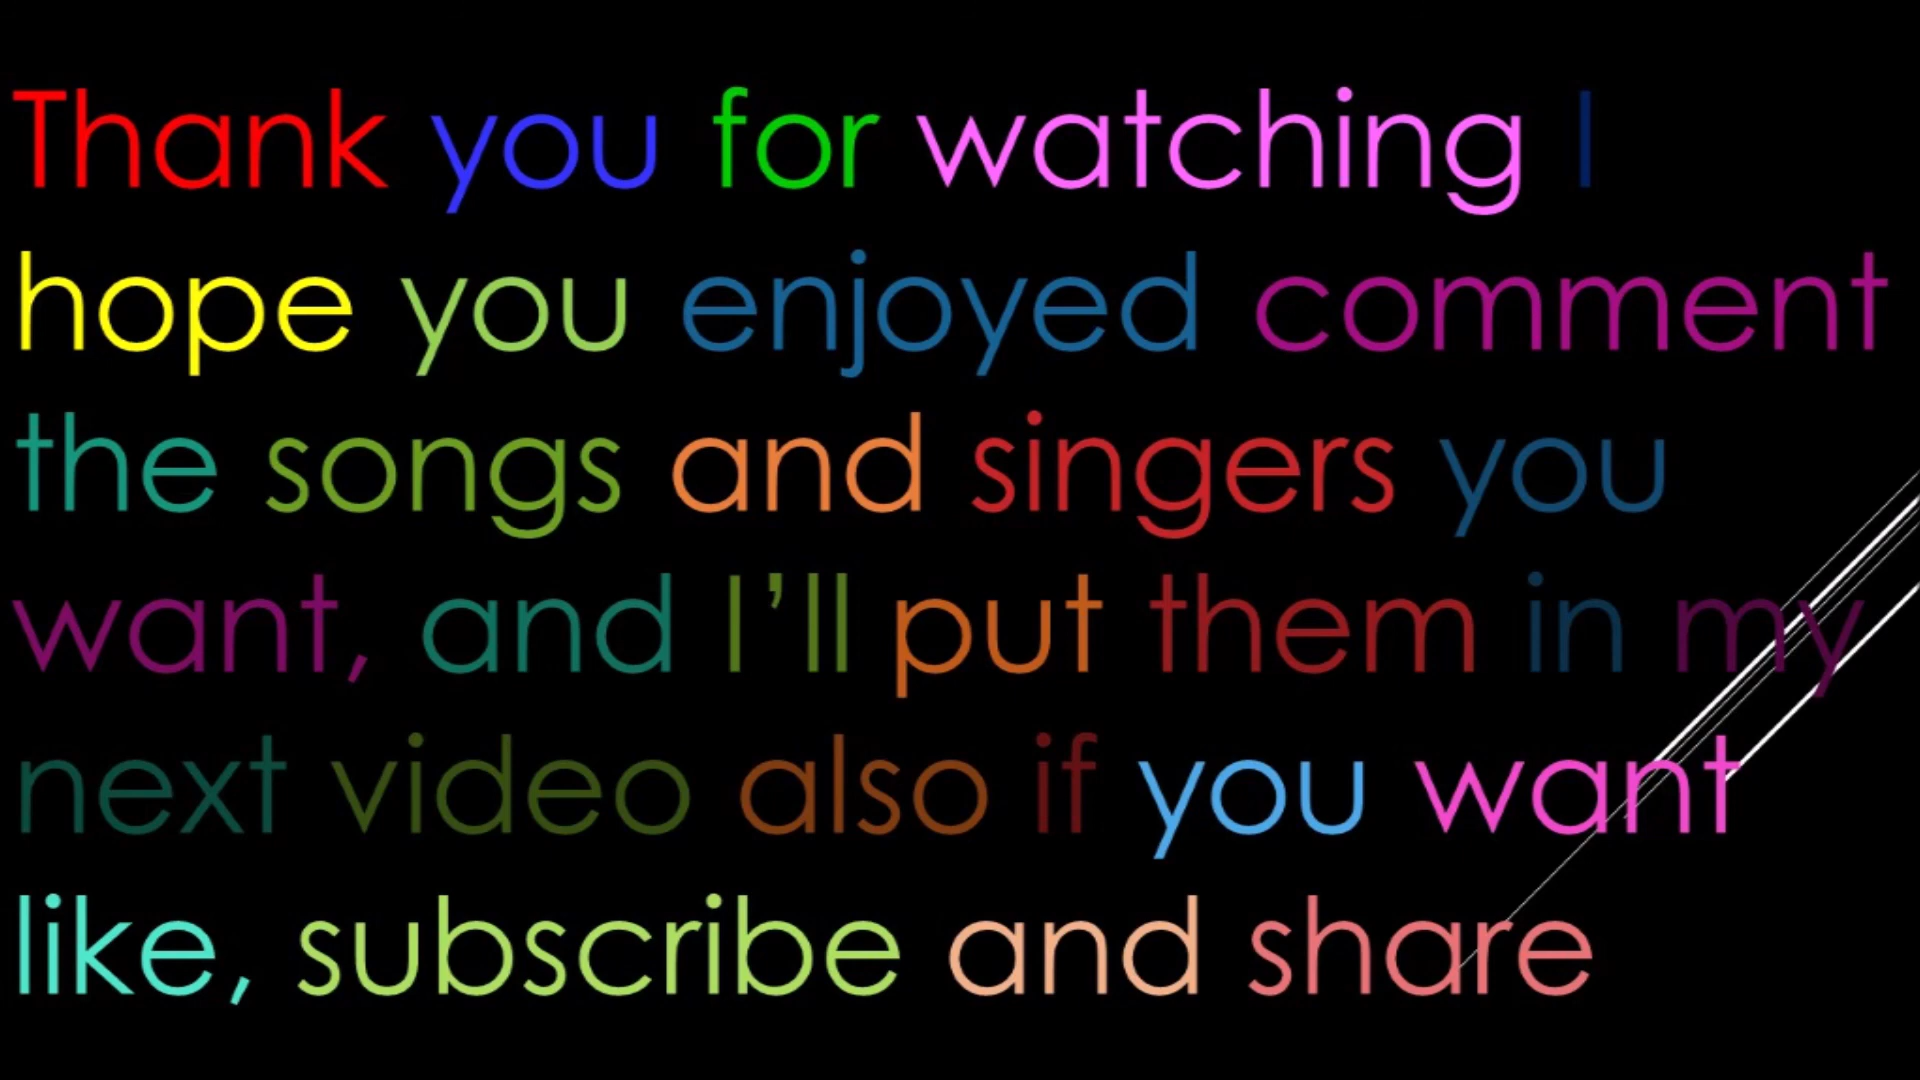 Thank you for watching I
hope you enjoyed comment
the songs and singers you
want, and I’ll put them in my
next video also if you want
like, subscribe and share